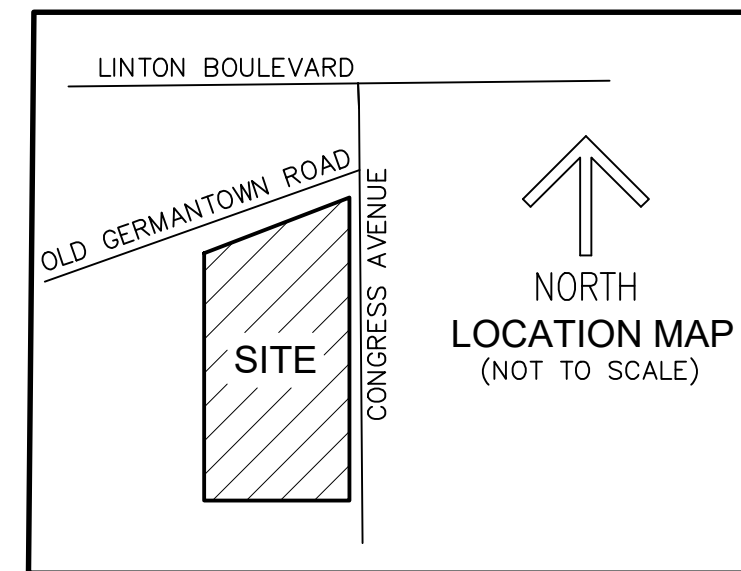 LINTON BOULEVARD
OLD GERMANTOWN ROAD
CONGRESS AVENUE
SITE
NORTH
LOCATION MAP
(NOT TO SCALE)